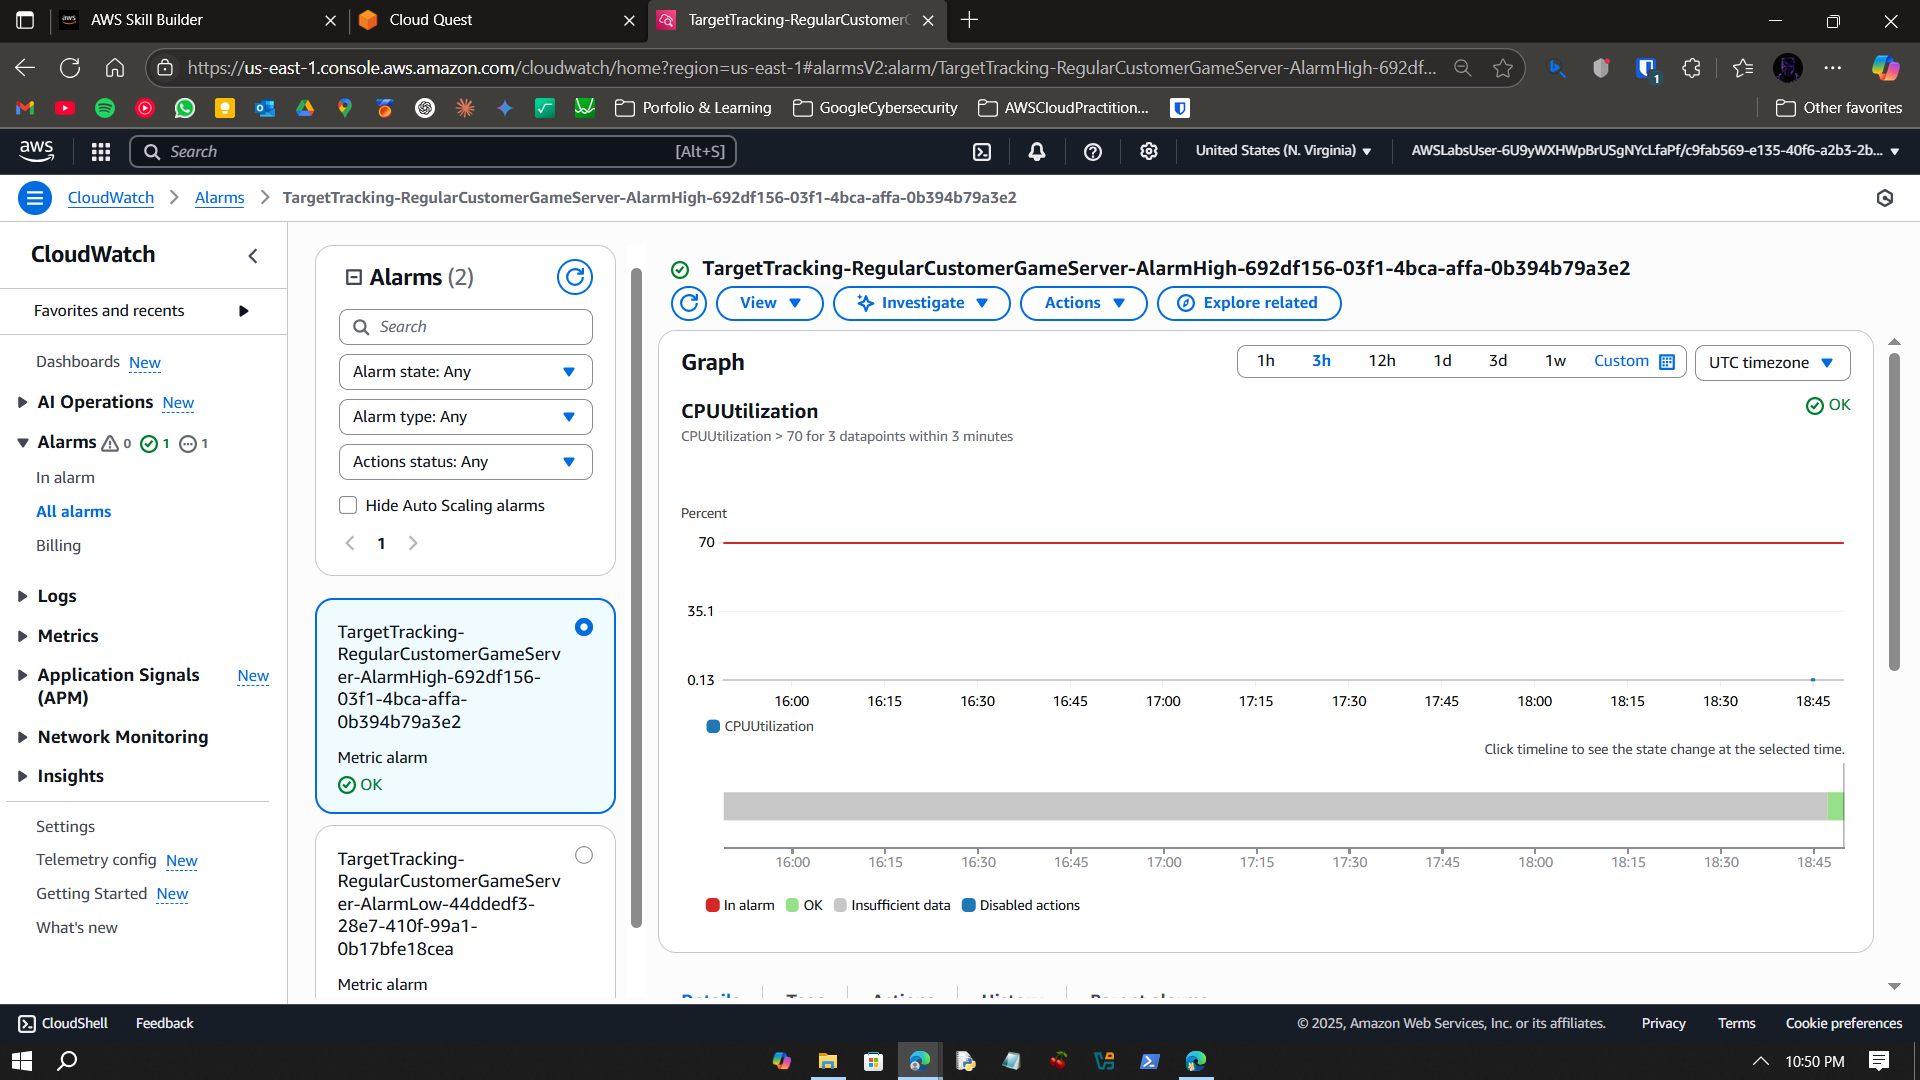 AWS Skill Builder
Cloud Quest
TargetTracking-RegularCustomerG
https://us-east-1.console.aws.amazon.com/cloudwatch/home?region=us-east-1#alarmsV2:alarm/TargetTracking-RegularCustomerGameServer-AlarmHigh-692df...
1
Porfolio & Learning
GoogleCybersecurity
AWSCloudPractition...
Other favorites
aws
Search
[Alt+S]
United States (N. Virginia)
AWSLabsUser-6U9yWXHWpBrUSgNYcLfaPf/c9fab569-e135-40f6-a2b3-2b...
CloudWatch
Alarms
TargetTracking-RegularCustomerGameServer-AlarmHigh-692df156-03f1-4bca-affa-0b394b79a3e2
CloudWatch
Favorites and recents
Dashboards New
AI Operations New
Alarms 0 1 1
In alarm
All alarms
Billing
Logs
Metrics
Application Signals New
(APM)
Network Monitoring
Insights
Settings
Telemetry config New
Getting Started New
What's new
Alarms (2)
Search
Alarm state: Any
Alarm type: Any
Actions status: Any
Hide Auto Scaling alarms
1
TargetTracking-
RegularCustomerGameServ
er-AlarmHigh-692df156-
03f1-4bca-affa-
0b394b79a3e2
Metric alarm
OK
TargetTracking-
RegularCustomerGameServ
er-AlarmLow-44ddedf3-
28e7-410f-99a1-
0b17bfe18cea
Metric alarm
TargetTracking-RegularCustomerGameServer-AlarmHigh-692df156-03f1-4bca-affa-0b394b79a3e2
View
Investigate
Actions
Explore related
Graph
1h 3h 12h 1d 3d 1w Custom
UTC timezone
CPUUtilization
OK
CPUUtilization > 70 for 3 datapoints within 3 minutes
Percent
70
35.1
0.13
16:00 16:15 16:30 16:45 17:00 17:15 17:30 17:45 18:00 18:15 18:30 18:45
CPUUtilization
Click timeline to see the state change at the selected time.
16:00 16:15 16:30 16:45 17:00 17:15 17:30 17:45 18:00 18:15 18:30 18:45
In alarm OK Insufficient data Disabled actions
Details Tags Actions History Parent alarms
CloudShell
Feedback
© 2025, Amazon Web Services, Inc. or its affiliates.
Privacy
Terms
Cookie preferences
10:50 PM